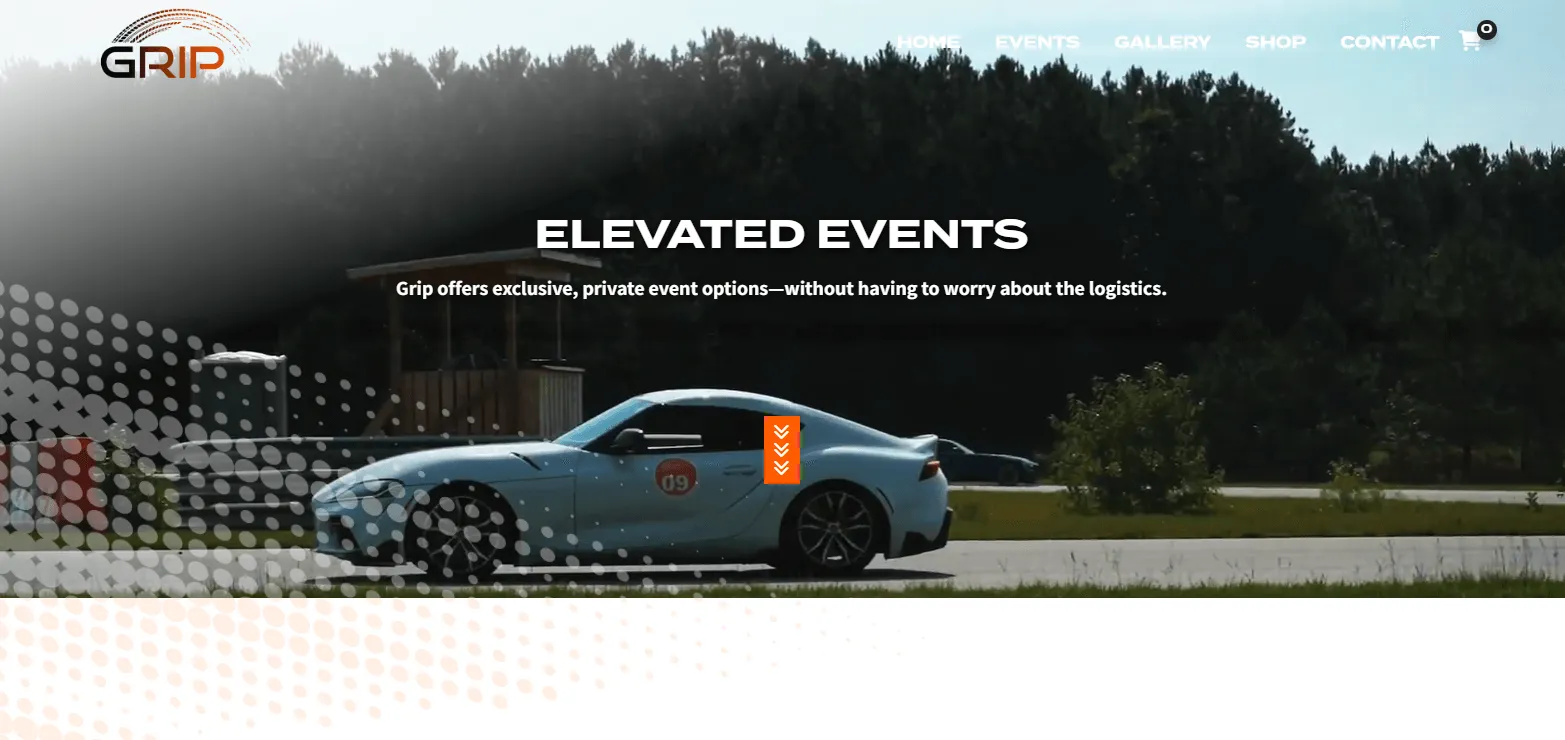 GRIP
HOME EVENTS GALLERY SHOP CONTACT 0
ELEVATED EVENTS
Grip offers exclusive, private event options—without having to worry about the logistics.
09